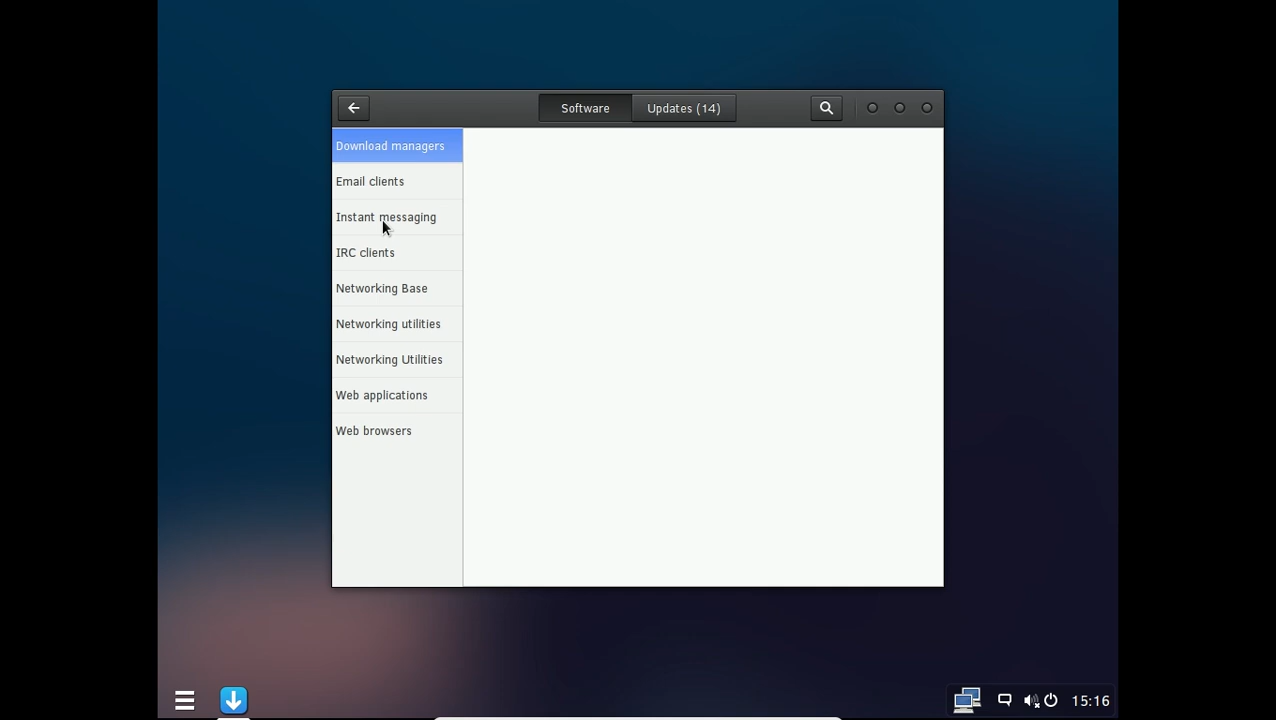 Software
Updates (14)
Download managers
Email clients
Instant messaging
IRC clients
Networking Base
Networking utilities
Networking Utilities
Web applications
Web browsers
15:16